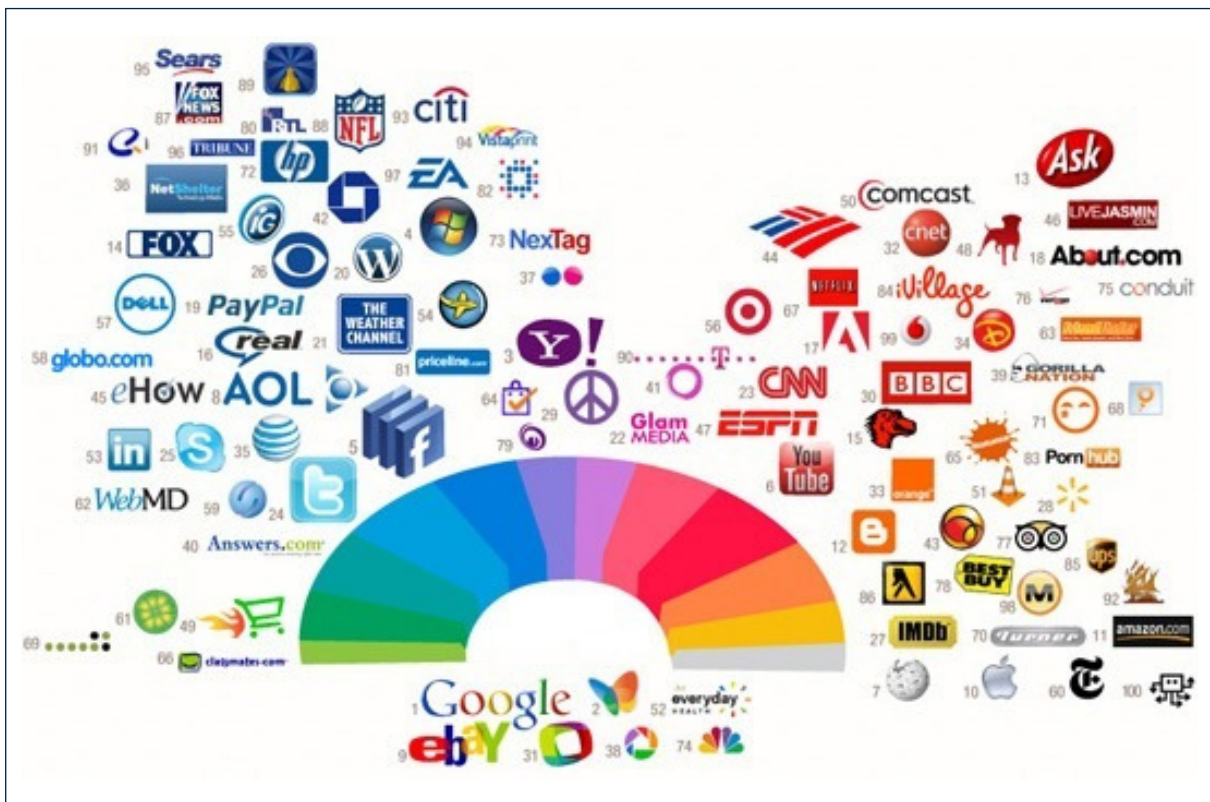 95 Sears
89
87 FOX NEWS .com
80 RTL
88 NFL
93 citi
94 Vistaprint
91
96 TRIBUNE
72 hp
97 EA
82
36 NetShelter
55 iG
42
4
73 NexTag
14 FOX
26
20 W
37
57 DELL
19 PayPal
21 THE WEATHER CHANNEL
54
58 globo.com
16 real
81 priceline.com
3 Y!
45 eHow
8 AOL
5 f
64
29
53 in
25 S
35
79
62 WebMD
59
24 t
40 Answers.com
61
49
69
66 classmates.com
13 Ask
50 comcast
46 LIVEJASMIN .COM
44
32 cnet
48
18 About.com
67 NETFLIX
84 iVillage
76
75 conduit
56
17
99
34
63
90 T
41
23 CNN
30 BBC
39 GORILLA NATION
68
22 Glam MEDIA
47 ESPN
15
71
6 You Tube
65
83 Porn hub
33 orange
51
28
12
43
77
85 ups
86
78 BEST BUY
98 M
92
27 IMDb
70 Turner
11 amazon.com
7
10
60
100
1 Google
2
52 everyday HEALTH
9 ebaY
31
38
74